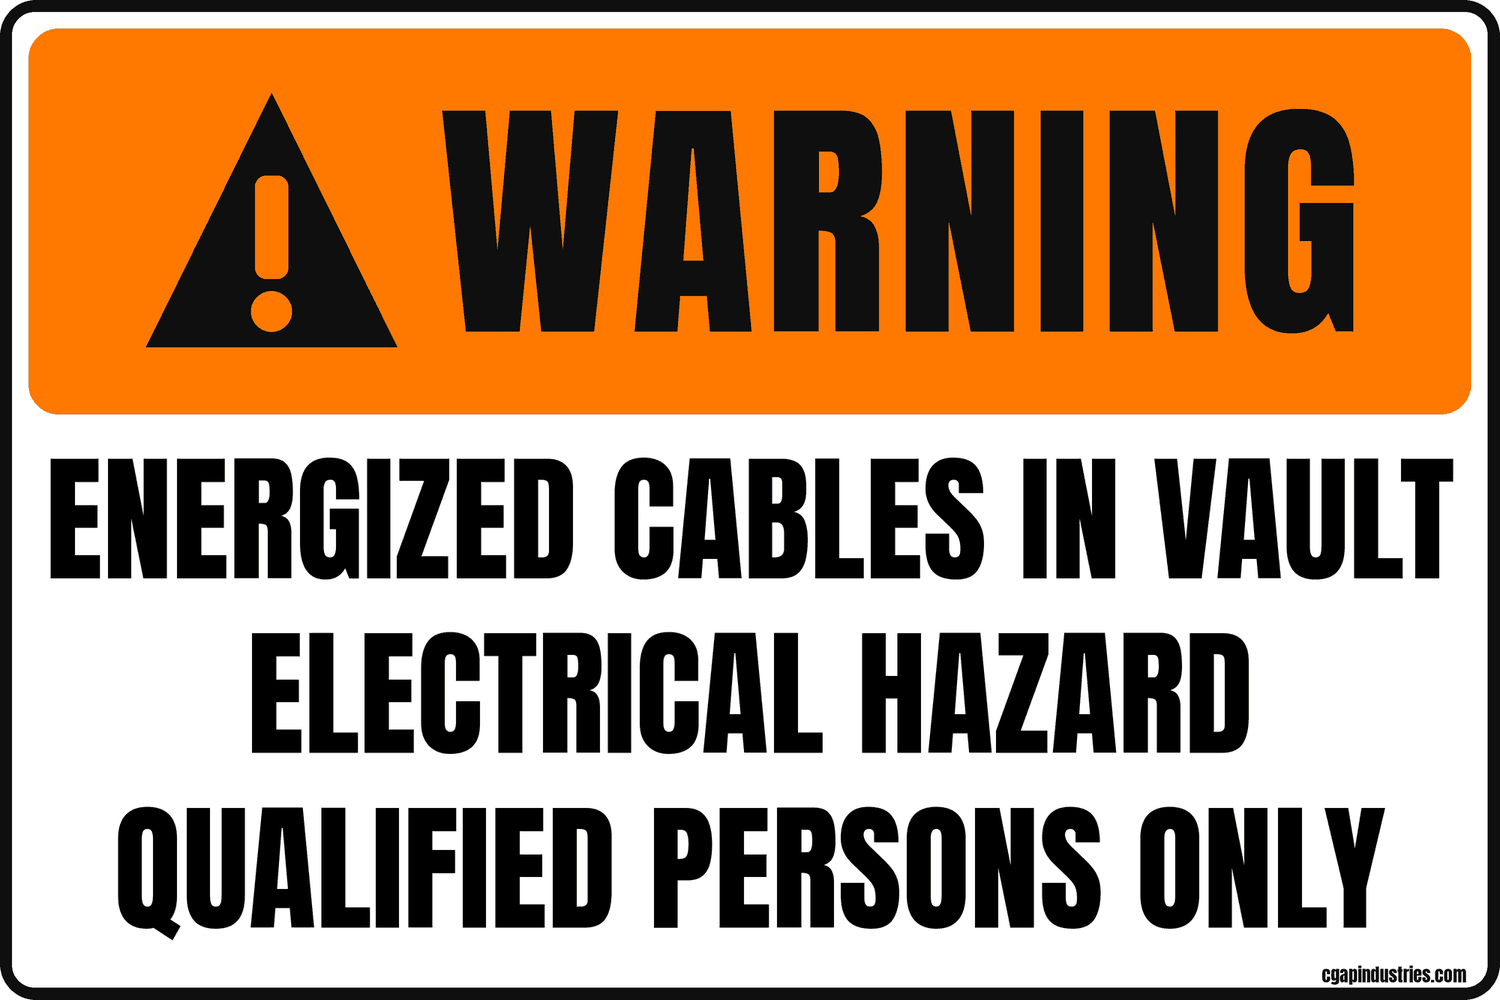 WARNING
ENERGIZED CABLES IN VAULT
ELECTRICAL HAZARD
QUALIFIED PERSONS ONLY
cgapindustries.com